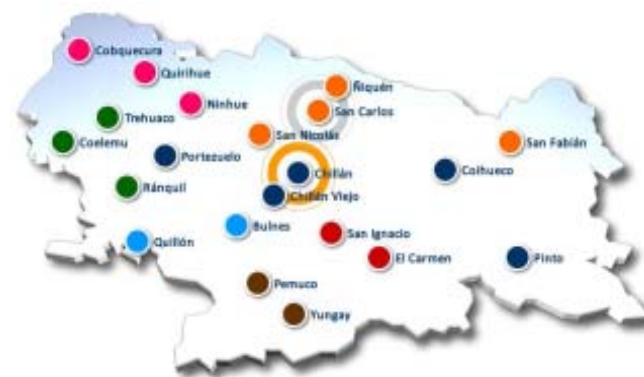 Cobquecura
Quirihue
Ñiquén
Ninhue
San Carlos
Trehuaco
San Nicolás
Coelemu
San Fabián
Portezuelo
Chillán
Coihueco
Ránquil
Chillán Viejo
Bulnes
San Ignacio
Quillón
El Carmen
Pinto
Pemuco
Yungay